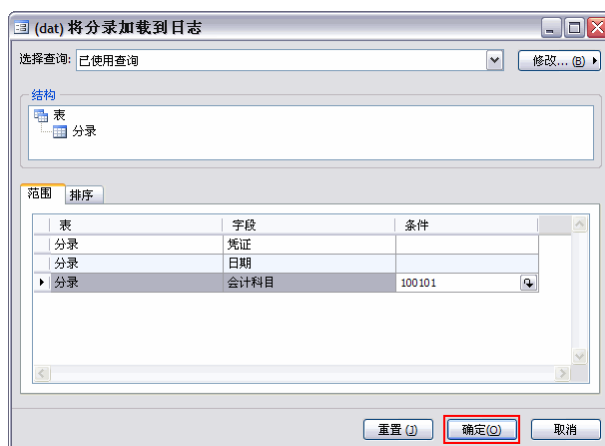 (dat) 将分录加载到日志
选择查询: 已使用查询 修改... (B)
结构
表
分录
范围 排序
表 字段 条件
分录 凭证
分录 日期
分录 会计科目 100101
重置 (J) 确定(O) 取消